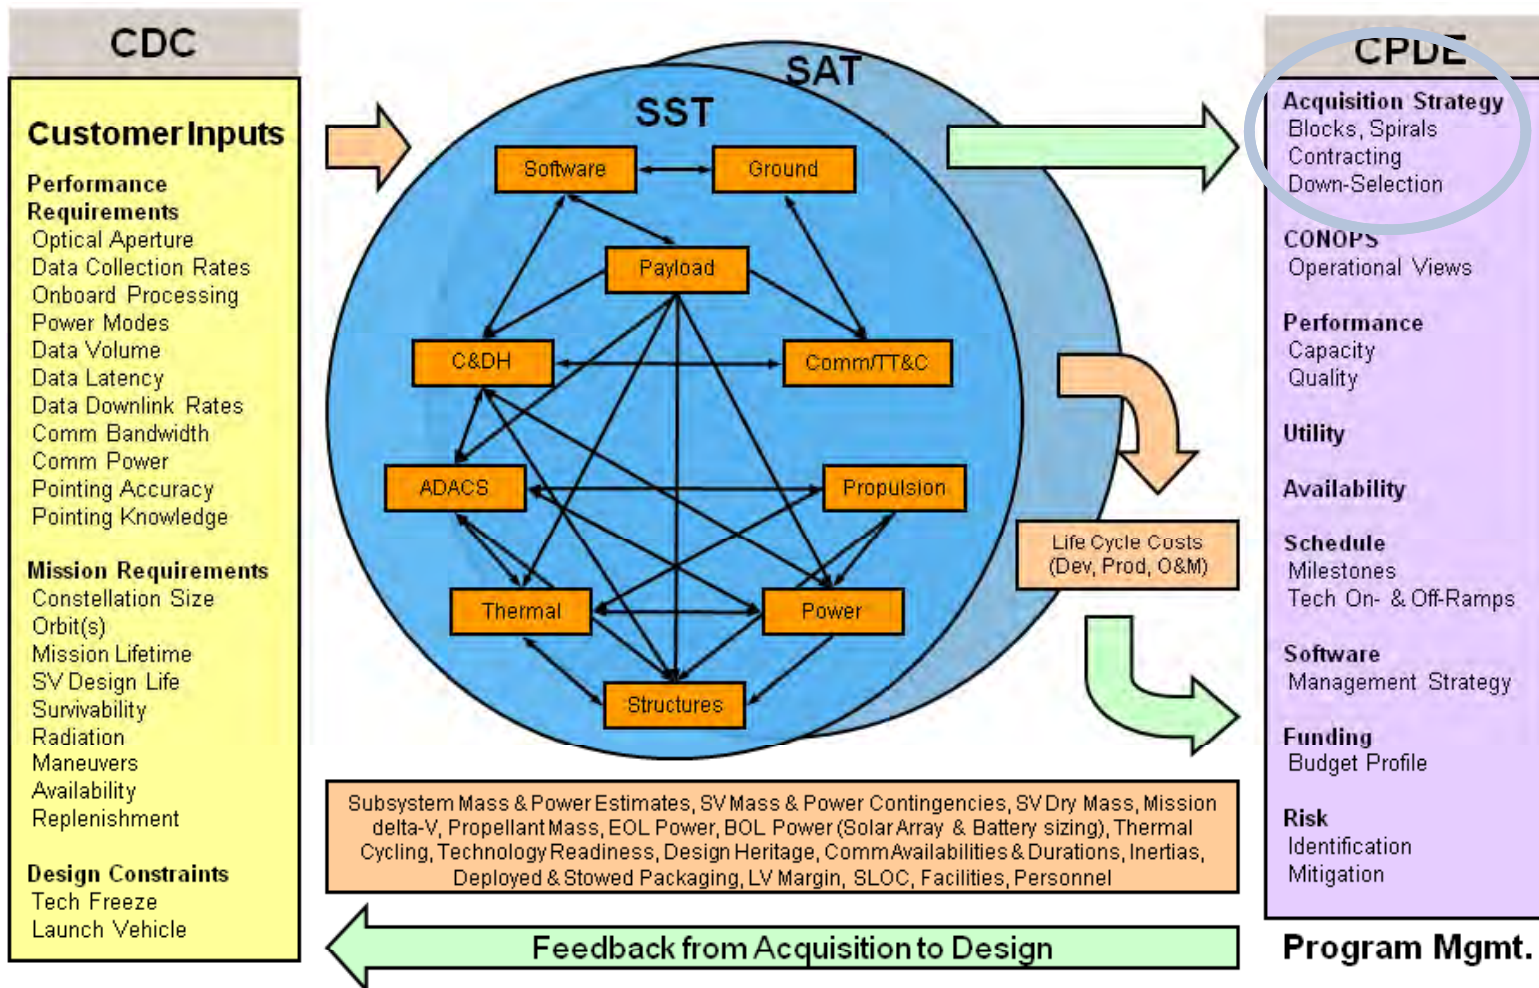 CDC
Customer Inputs
Performance
Requirements
Optical Aperture
Data Collection Rates
Onboard Processing
Power Modes
Data Volume
Data Latency
Data Downlink Rates
Comm Bandwidth
Comm Power
Pointing Accuracy
Pointing Knowledge
Mission Requirements
Constellation Size
Orbit(s)
Mission Lifetime
SV Design Life
Survivability
Radiation
Maneuvers
Availability
Replenishment
Design Constraints
Tech Freeze
Launch Vehicle
SAT
SST
Software
Ground
Payload
C&DH
Comm/TT&C
ADACS
Propulsion
Thermal
Power
Structures
Life Cycle Costs
(Dev, Prod, O&M)
Subsystem Mass & Power Estimates, SV Mass & Power Contingencies, SV Dry Mass, Mission
delta-V, Propellant Mass, EOL Power, BOL Power (Solar Array & Battery sizing), Thermal
Cycling, Technology Readiness, Design Heritage, Comm Availabilities & Durations, Inertias,
Deployed & Stowed Packaging, LV Margin, SLOC, Facilities, Personnel
Feedback from Acquisition to Design
CPDE
Acquisition Strategy
Blocks, Spirals
Contracting
Down-Selection
CONOPS
Operational Views
Performance
Capacity
Quality
Utility
Availability
Schedule
Milestones
Tech On- & Off-Ramps
Software
Management Strategy
Funding
Budget Profile
Risk
Identification
Mitigation
Program Mgmt.